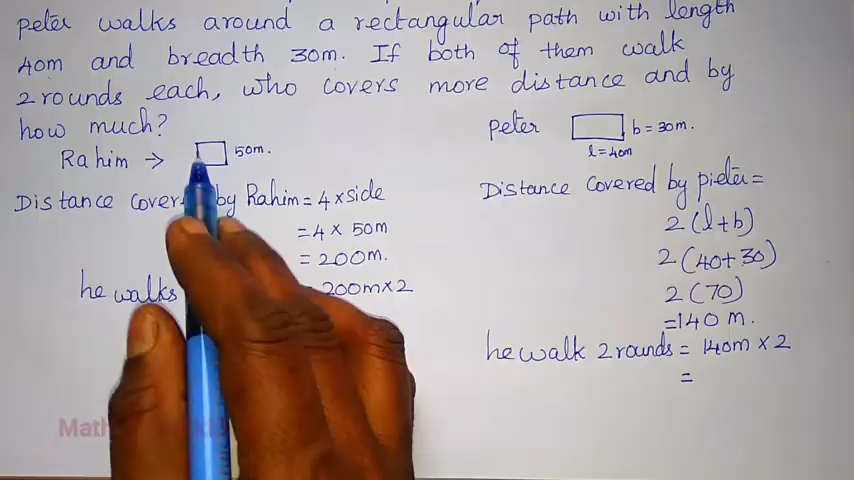 peter walks around a rectangular path with length
40m and breadth 30m. If both of them walk
2 rounds each, who covers more distance and by
how much?
Rahim → 50m.
Distance cover by Rahim = 4 × side
= 4 × 50m
= 200m.
he walks = 200m × 2
peter b = 30m.
l = 40m
Distance covered by pieter =
2 (l + b)
2 (40 + 30)
2 (70)
= 140 m.
he walk 2 rounds = 140m × 2
=
Math